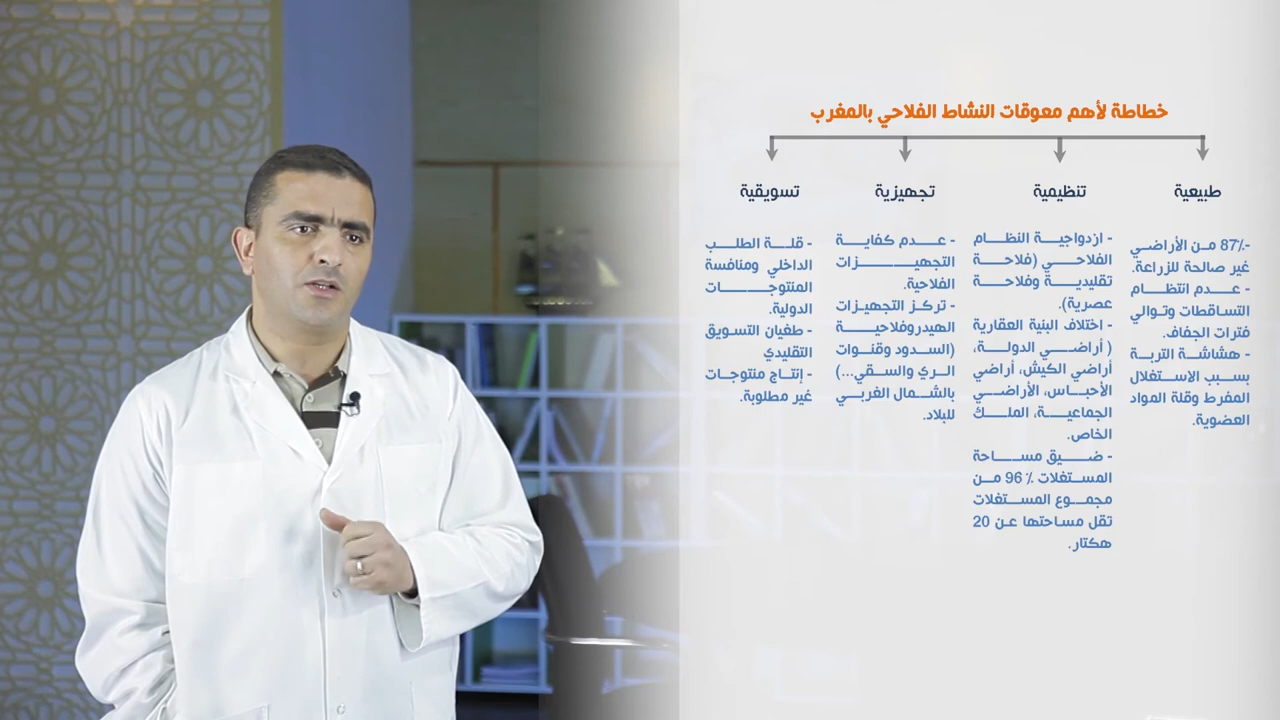 خطاطة لأهم معوقات النشاط الفلاحي بالمغرب
طبيعية
-87٪ من الأراضي
غير صالحة للزراعة.
- عدم انتظام
التساقطات وتوالي
فترات الجفاف.
- هشاشة التربة
بسبب الاستغلال
المفرط وقلة المواد
العضوية.
تنظيمية
- ازدواجية النظام
الفلاحي (فلاحة
تقليدية وفلاحة
عصرية).
- اختلاف البنية العقارية
( أراضي الدولة،
أراضي الكيش، أراضي
الأحباس، الأراضي
الجماعية، الملك
الخاص.
- ضيق مساحة
المستغلات ٪ 96 من
مجموع المستغلات
تقل مساحتها عن 20
هكتار.
تجهيزية
- عدم كفاية
التجهيزات
الفلاحية.
- تركز التجهيزات
الهيدروفلاحية
(السدود وقنوات
الري والسقي...)
بالشمال الغربي
للبلاد.
تسويقية
- قلة الطلب
الداخلي ومنافسة
المنتوجات
الدولية.
- طغيان التسويق
التقليدي
- إنتاج منتوجات
غير مطلوبة.